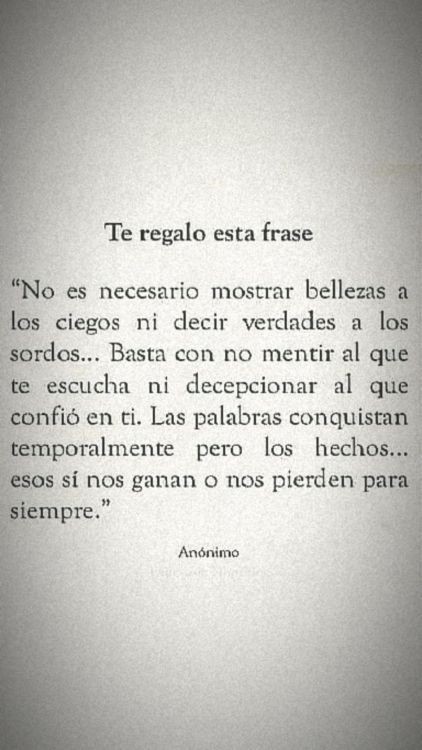 Te regalo esta frase
“No es necesario mostrar bellezas a
los ciegos ni decir verdades a los
sordos... Basta con no mentir al que
te escucha ni decepcionar al que
confió en ti. Las palabras conquistan
temporalmente pero los hechos...
esos sí nos ganan o nos pierden para
siempre.”
Anónimo